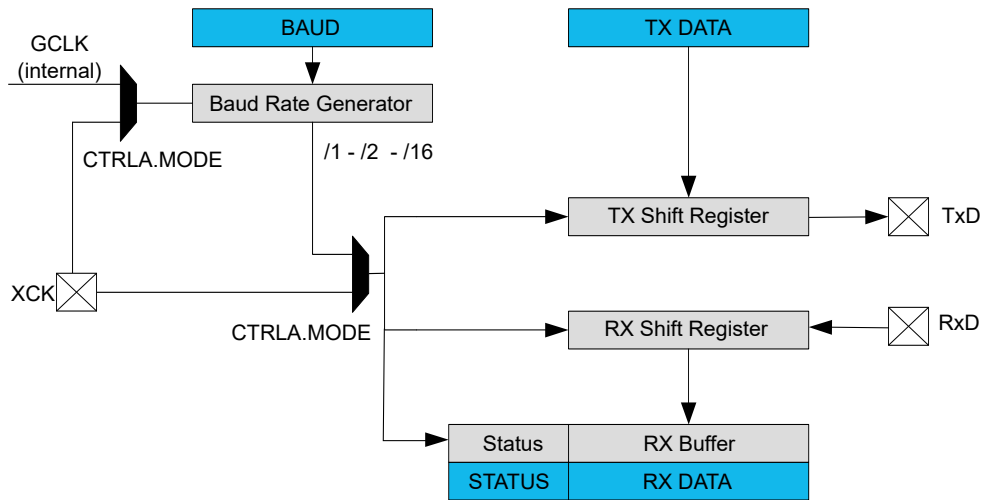 BAUD
TX DATA
GCLK
(internal)
Baud Rate Generator
CTRLA.MODE
/1 - /2 - /16
TX Shift Register
TxD
XCK
CTRLA.MODE
RX Shift Register
RxD
Status
RX Buffer
STATUS
RX DATA